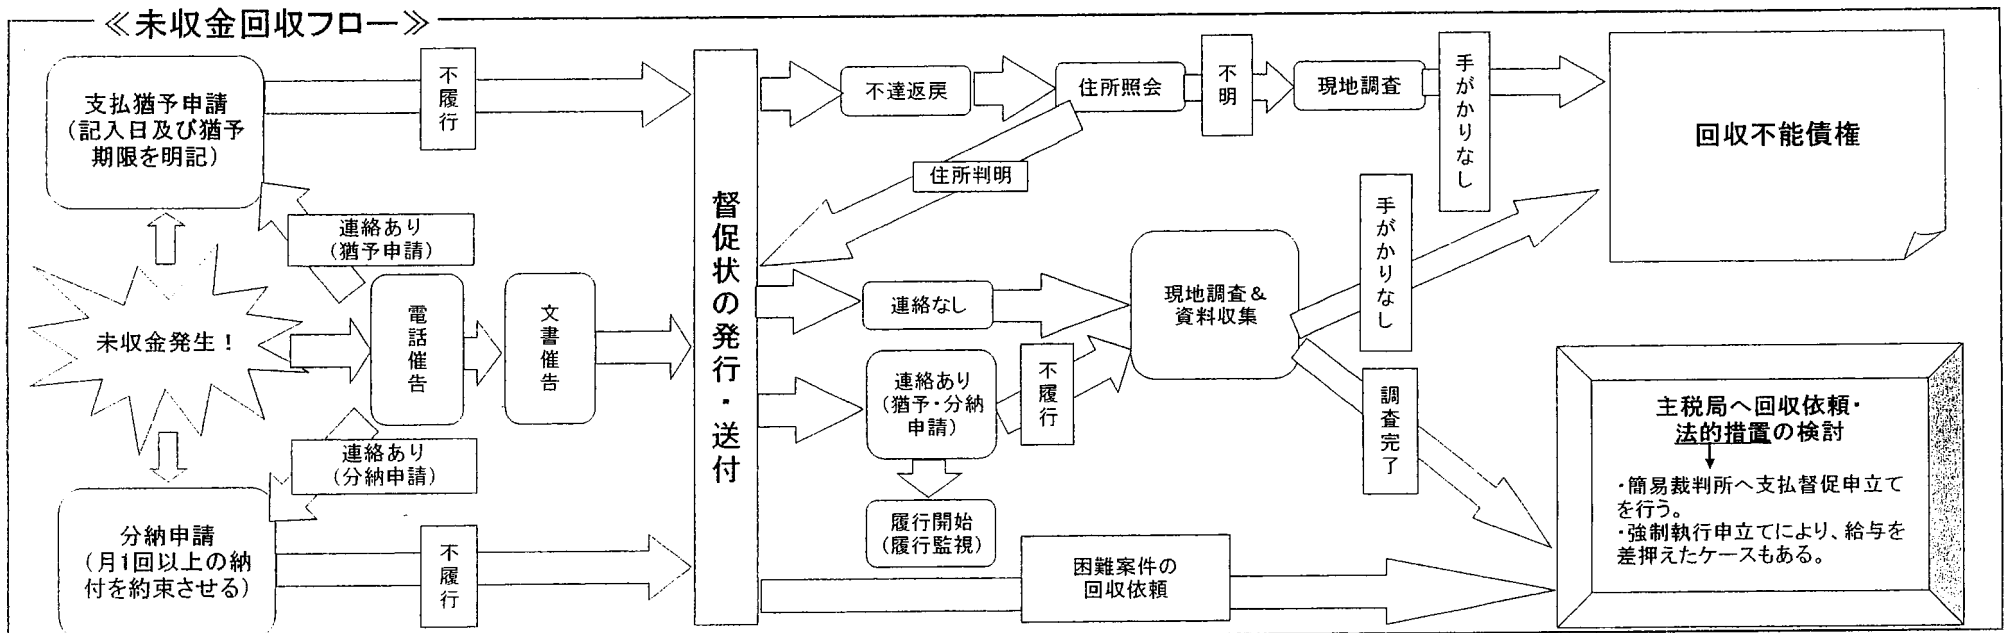 ≪未収金回収フロー≫
支払猶予申請
(記入日及び猶予
期限を明記)
不履行
連絡あり
(猶予申請)
未収金発生！
電話催告
文書催告
連絡あり
(分納申請)
分納申請
(月1回以上の納
付を約束させる)
不履行
督促状の発行・送付
不達返戻
住所照会
不明
現地調査
手がかりなし
回収不能債権
住所判明
連絡なし
現地調査＆
資料収集
手がかりなし
連絡あり
(猶予・分納
申請)
不履行
調査完了
履行開始
(履行監視)
困難案件の
回収依頼
主税局へ回収依頼・
法的措置の検討
・簡易裁判所へ支払督促申立て
を行う。
・強制執行申立てにより、給与を
差押えたケースもある。